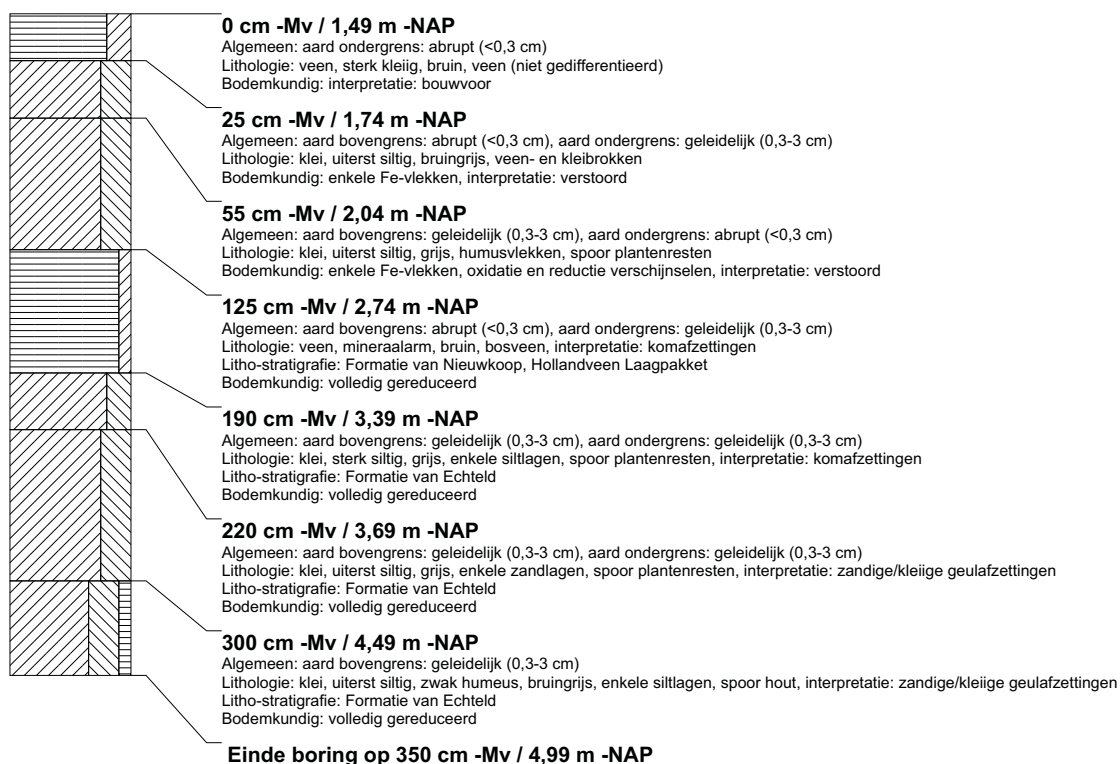 0 cm -Mv / 1,49 m -NAP
Algemeen: aard ondergrens: abrupt (<0,3 cm)
Lithologie: veen, sterk kleiig, bruin, veen (niet gedifferentieerd)
Bodemkundig: interpretatie: bouwvoor
25 cm -Mv / 1,74 m -NAP
Algemeen: aard bovengrens: abrupt (<0,3 cm), aard ondergrens: geleidelijk (0,3-3 cm)
Lithologie: klei, uiterst siltig, bruingrijs, veen- en kleibrokken
Bodemkundig: enkele Fe-vlekken, interpretatie: verstoord
55 cm -Mv / 2,04 m -NAP
Algemeen: aard bovengrens: geleidelijk (0,3-3 cm), aard ondergrens: abrupt (<0,3 cm)
Lithologie: klei, uiterst siltig, grijs, humusvlekken, spoor plantenresten
Bodemkundig: enkele Fe-vlekken, oxidatie en reductie verschijnselen, interpretatie: verstoord
125 cm -Mv / 2,74 m -NAP
Algemeen: aard bovengrens: abrupt (<0,3 cm), aard ondergrens: geleidelijk (0,3-3 cm)
Lithologie: veen, mineraalarm, bruin, bosveen, interpretatie: komafzettingen
Litho-stratigrafie: Formatie van Nieuwkoop, Hollandveen Laagpakket
Bodemkundig: volledig gereduceerd
190 cm -Mv / 3,39 m -NAP
Algemeen: aard bovengrens: geleidelijk (0,3-3 cm), aard ondergrens: geleidelijk (0,3-3 cm)
Lithologie: klei, sterk siltig, grijs, enkele siltlagen, spoor plantenresten, interpretatie: komafzettingen
Litho-stratigrafie: Formatie van Echteld
Bodemkundig: volledig gereduceerd
220 cm -Mv / 3,69 m -NAP
Algemeen: aard bovengrens: geleidelijk (0,3-3 cm), aard ondergrens: geleidelijk (0,3-3 cm)
Lithologie: klei, uiterst siltig, grijs, enkele zandlagen, spoor plantenresten, interpretatie: zandige/kleiige geulafzettingen
Litho-stratigrafie: Formatie van Echteld
Bodemkundig: volledig gereduceerd
300 cm -Mv / 4,49 m -NAP
Algemeen: aard bovengrens: geleidelijk (0,3-3 cm)
Lithologie: klei, uiterst siltig, zwak humeus, bruingrijs, enkele siltlagen, spoor hout, interpretatie: zandige/kleiige geulafzettingen
Litho-stratigrafie: Formatie van Echteld
Bodemkundig: volledig gereduceerd
Einde boring op 350 cm -Mv / 4,99 m -NAP